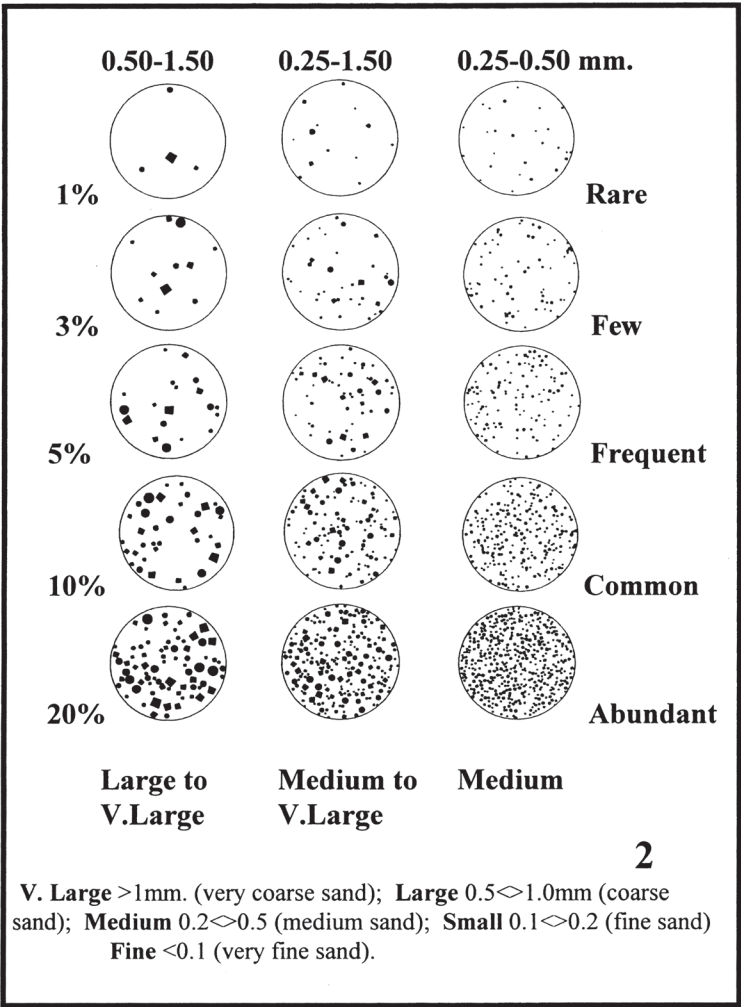 0.50-1.50 0.25-1.50 0.25-0.50 mm.
1% Rare
3% Few
5% Frequent
10% Common
20% Abundant
Large to Medium to Medium
V.Large V.Large
2
V. Large >1mm. (very coarse sand); Large 0.5<>1.0mm (coarse
sand); Medium 0.2<>0.5 (medium sand); Small 0.1<>0.2 (fine sand)
Fine <0.1 (very fine sand).